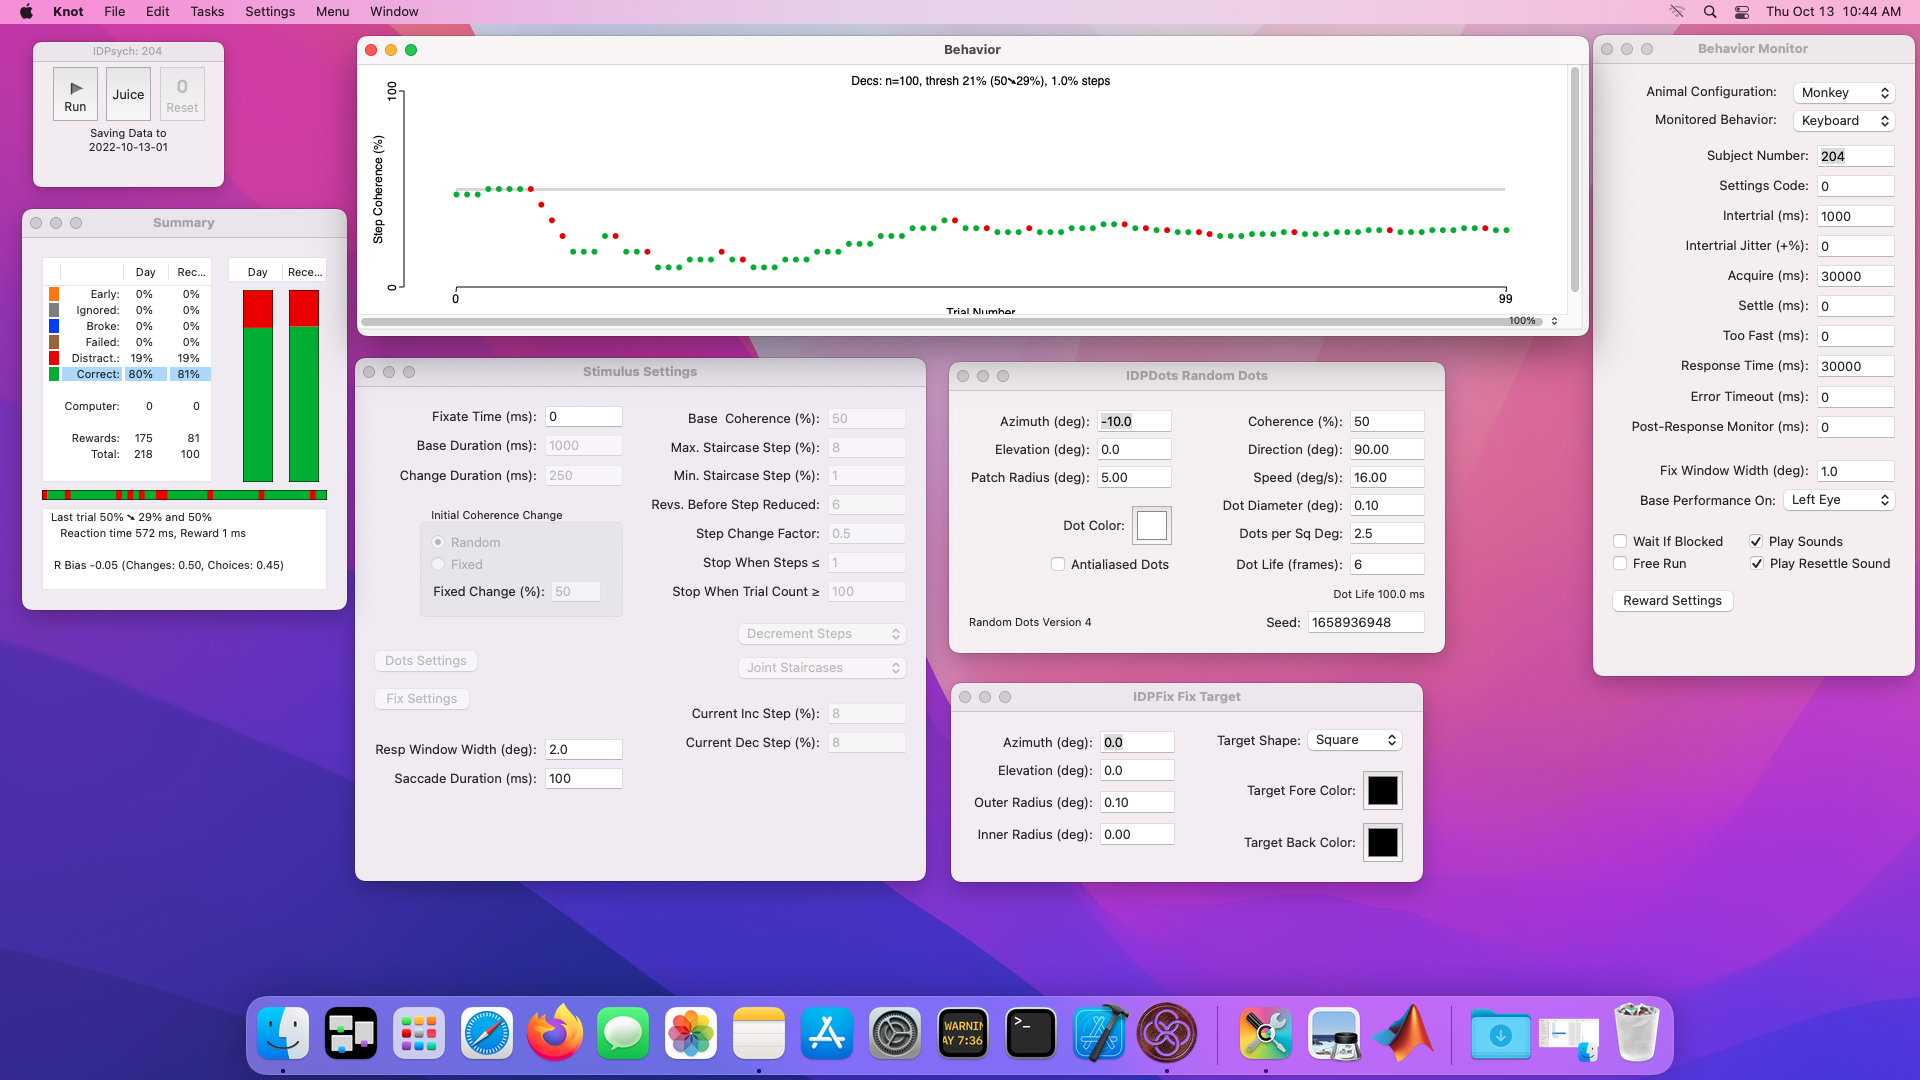 Knot File Edit Tasks Settings Menu Window Thu Oct 13 10:44 AM
IDPsych: 204
Run Juice 0 Reset
Saving Data to
2022-10-13-01
Summary
Day Rec...
Early: 0% 0%
Ignored: 0% 0%
Broke: 0% 0%
Failed: 0% 0%
Distract.: 19% 19%
Correct: 80% 81%
Computer: 0 0
Rewards: 175 81
Total: 218 100
Day Rece...
Last trial 50% ➘ 29% and 50%
Reaction time 572 ms, Reward 1 ms
R Bias -0.05 (Changes: 0.50, Choices: 0.45)
Behavior
Decs: n=100, thresh 21% (50➘29%), 1.0% steps
100
Step Coherence (%)
0
0 99
Trial Number
100%
Stimulus Settings
Fixate Time (ms): 0
Base Duration (ms): 1000
Change Duration (ms): 250
Initial Coherence Change
Random
Fixed
Fixed Change (%): 50
Dots Settings
Fix Settings
Resp Window Width (deg): 2.0
Saccade Duration (ms): 100
Base Coherence (%): 50
Max. Staircase Step (%): 8
Min. Staircase Step (%): 1
Revs. Before Step Reduced: 6
Step Change Factor: 0.5
Stop When Steps ≤ 1
Stop When Trial Count ≥ 100
Decrement Steps
Joint Staircases
Current Inc Step (%): 8
Current Dec Step (%): 8
IDPDots Random Dots
Azimuth (deg): -10.0
Elevation (deg): 0.0
Patch Radius (deg): 5.00
Dot Color:
Antialiased Dots
Random Dots Version 4
Coherence (%): 50
Direction (deg): 90.00
Speed (deg/s): 16.00
Dot Diameter (deg): 0.10
Dots per Sq Deg: 2.5
Dot Life (frames): 6
Dot Life 100.0 ms
Seed: 1658936948
IDPFix Fix Target
Azimuth (deg): 0.0
Elevation (deg): 0.0
Outer Radius (deg): 0.10
Inner Radius (deg): 0.00
Target Shape: Square
Target Fore Color:
Target Back Color:
Behavior Monitor
Animal Configuration: Monkey
Monitored Behavior: Keyboard
Subject Number: 204
Settings Code: 0
Intertrial (ms): 1000
Intertrial Jitter (+%): 0
Acquire (ms): 30000
Settle (ms): 0
Too Fast (ms): 0
Response Time (ms): 30000
Error Timeout (ms): 0
Post-Response Monitor (ms): 0
Fix Window Width (deg): 1.0
Base Performance On: Left Eye
Wait If Blocked Play Sounds
Free Run Play Resettle Sound
Reward Settings
WARNIN
AY 7:36
>_